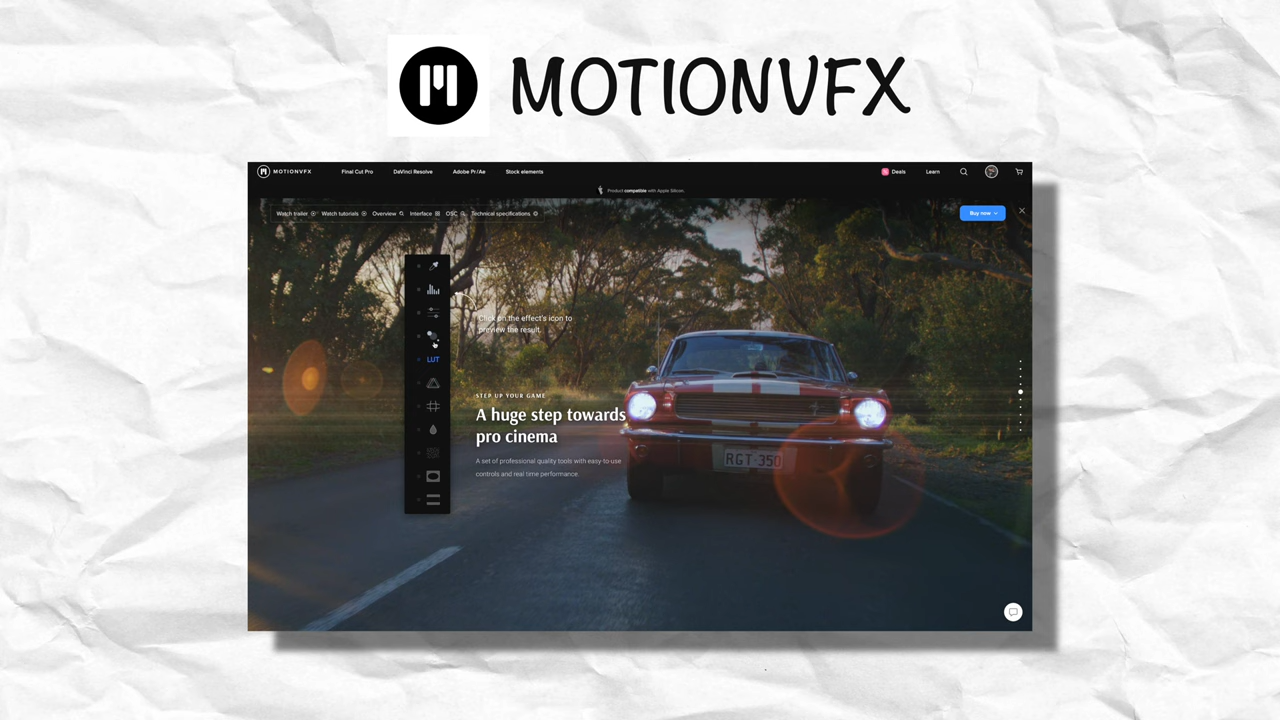 MOTIONVFX
MOTIONVFX Final Cut Pro DaVinci Resolve Adobe Pr/Ae Stock elements Deals Learn
Product compatible with Apple Silicon.
Watch trailer Watch tutorials Overview Interface OSC Technical specifications Buy now
Click on the effect's icon to
preview the result.
LUT
STEP UP YOUR GAME
A huge step towards
pro cinema
A set of professional quality tools with easy-to-use
controls and real time performance.
RGT·350